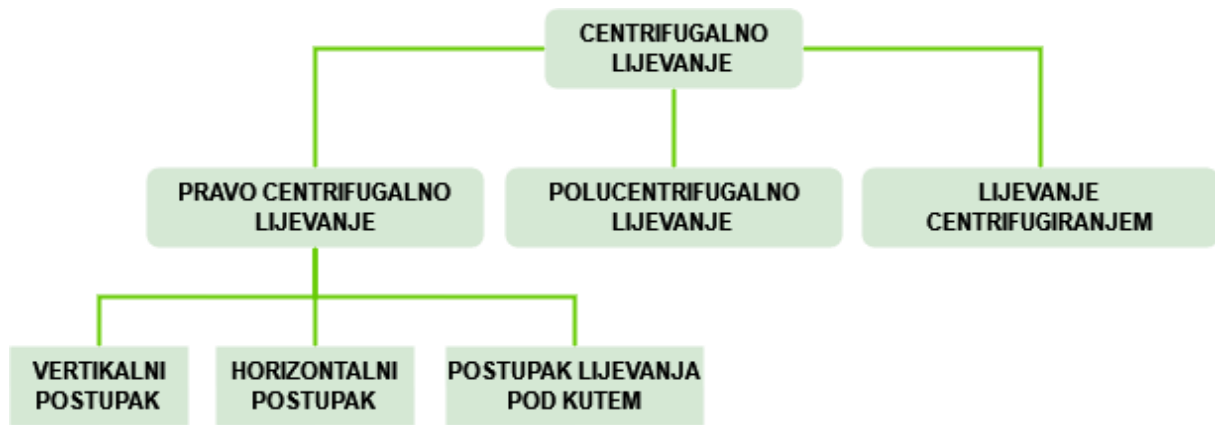 CENTRIFUGALNO
LIJEVANJE
PRAVO CENTRIFUGALNO
LIJEVANJE
POLUCENTRIFUGALNO
LIJEVANJE
LIJEVANJE
CENTRIFUGIRANJEM
VERTIKALNI
POSTUPAK
HORIZONTALNI
POSTUPAK
POSTUPAK LIJEVANJA
POD KUTEM